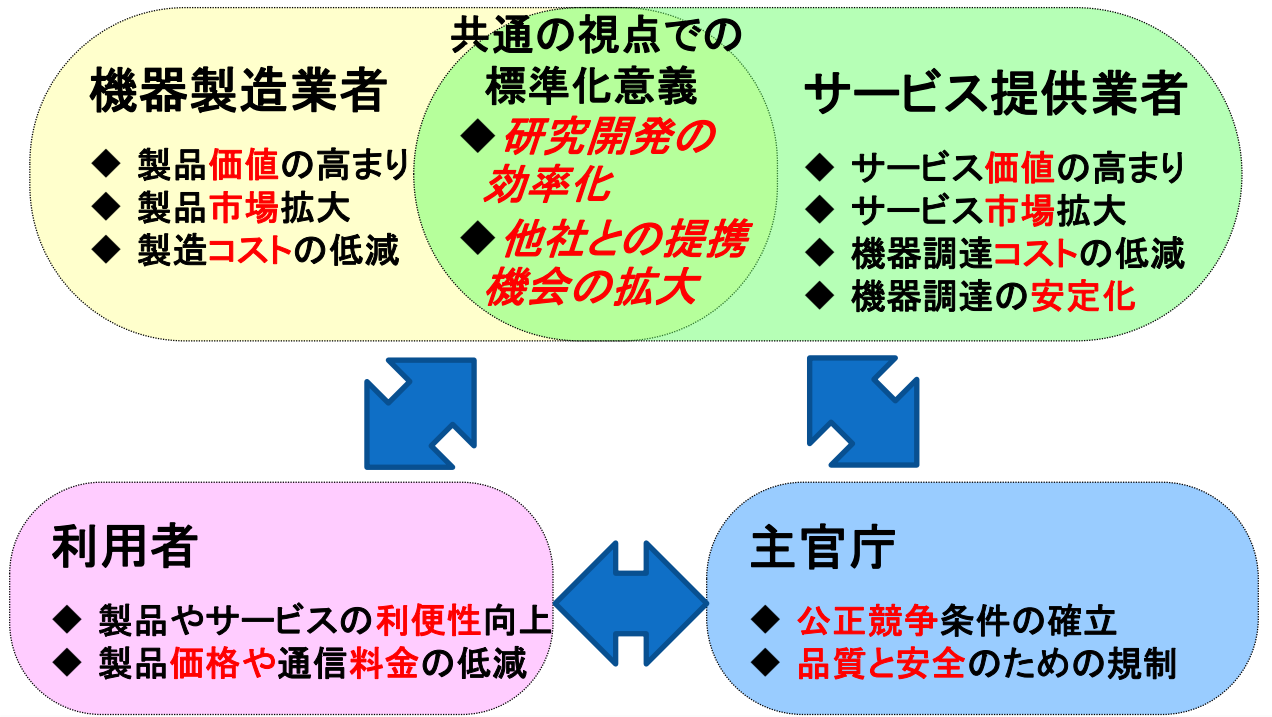 機器製造業者
◆ 製品価値の高まり
◆ 製品市場拡大
◆ 製造コストの低減
共通の視点での
標準化意義
◆研究開発の
効率化
◆他社との提携
機会の拡大
サービス提供業者
◆ サービス価値の高まり
◆ サービス市場拡大
◆ 機器調達コストの低減
◆ 機器調達の安定化
利用者
◆ 製品やサービスの利便性向上
◆ 製品価格や通信料金の低減
主官庁
◆ 公正競争条件の確立
◆ 品質と安全のための規制